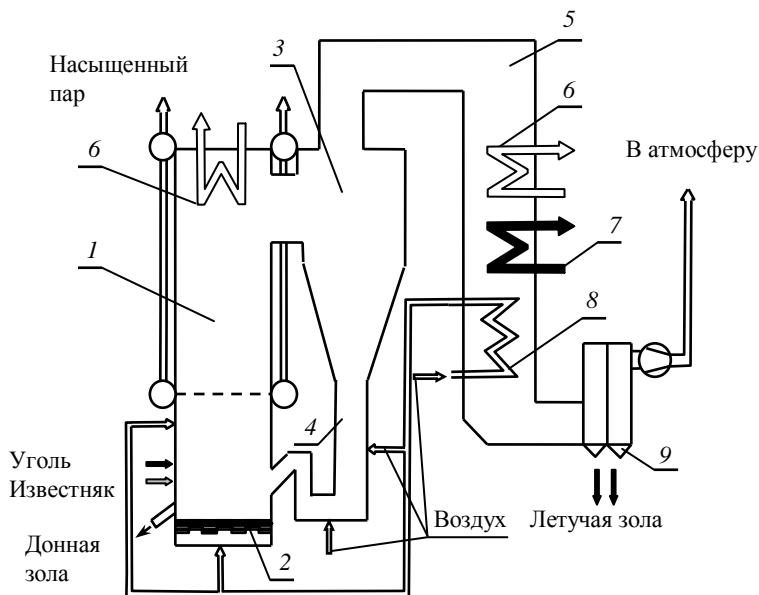 5
3
Насыщенный
пар
6
6
В атмосферу
7
1
8
4
9
Уголь
Известняк
Воздух
Летучая зола
Донная
зола
2